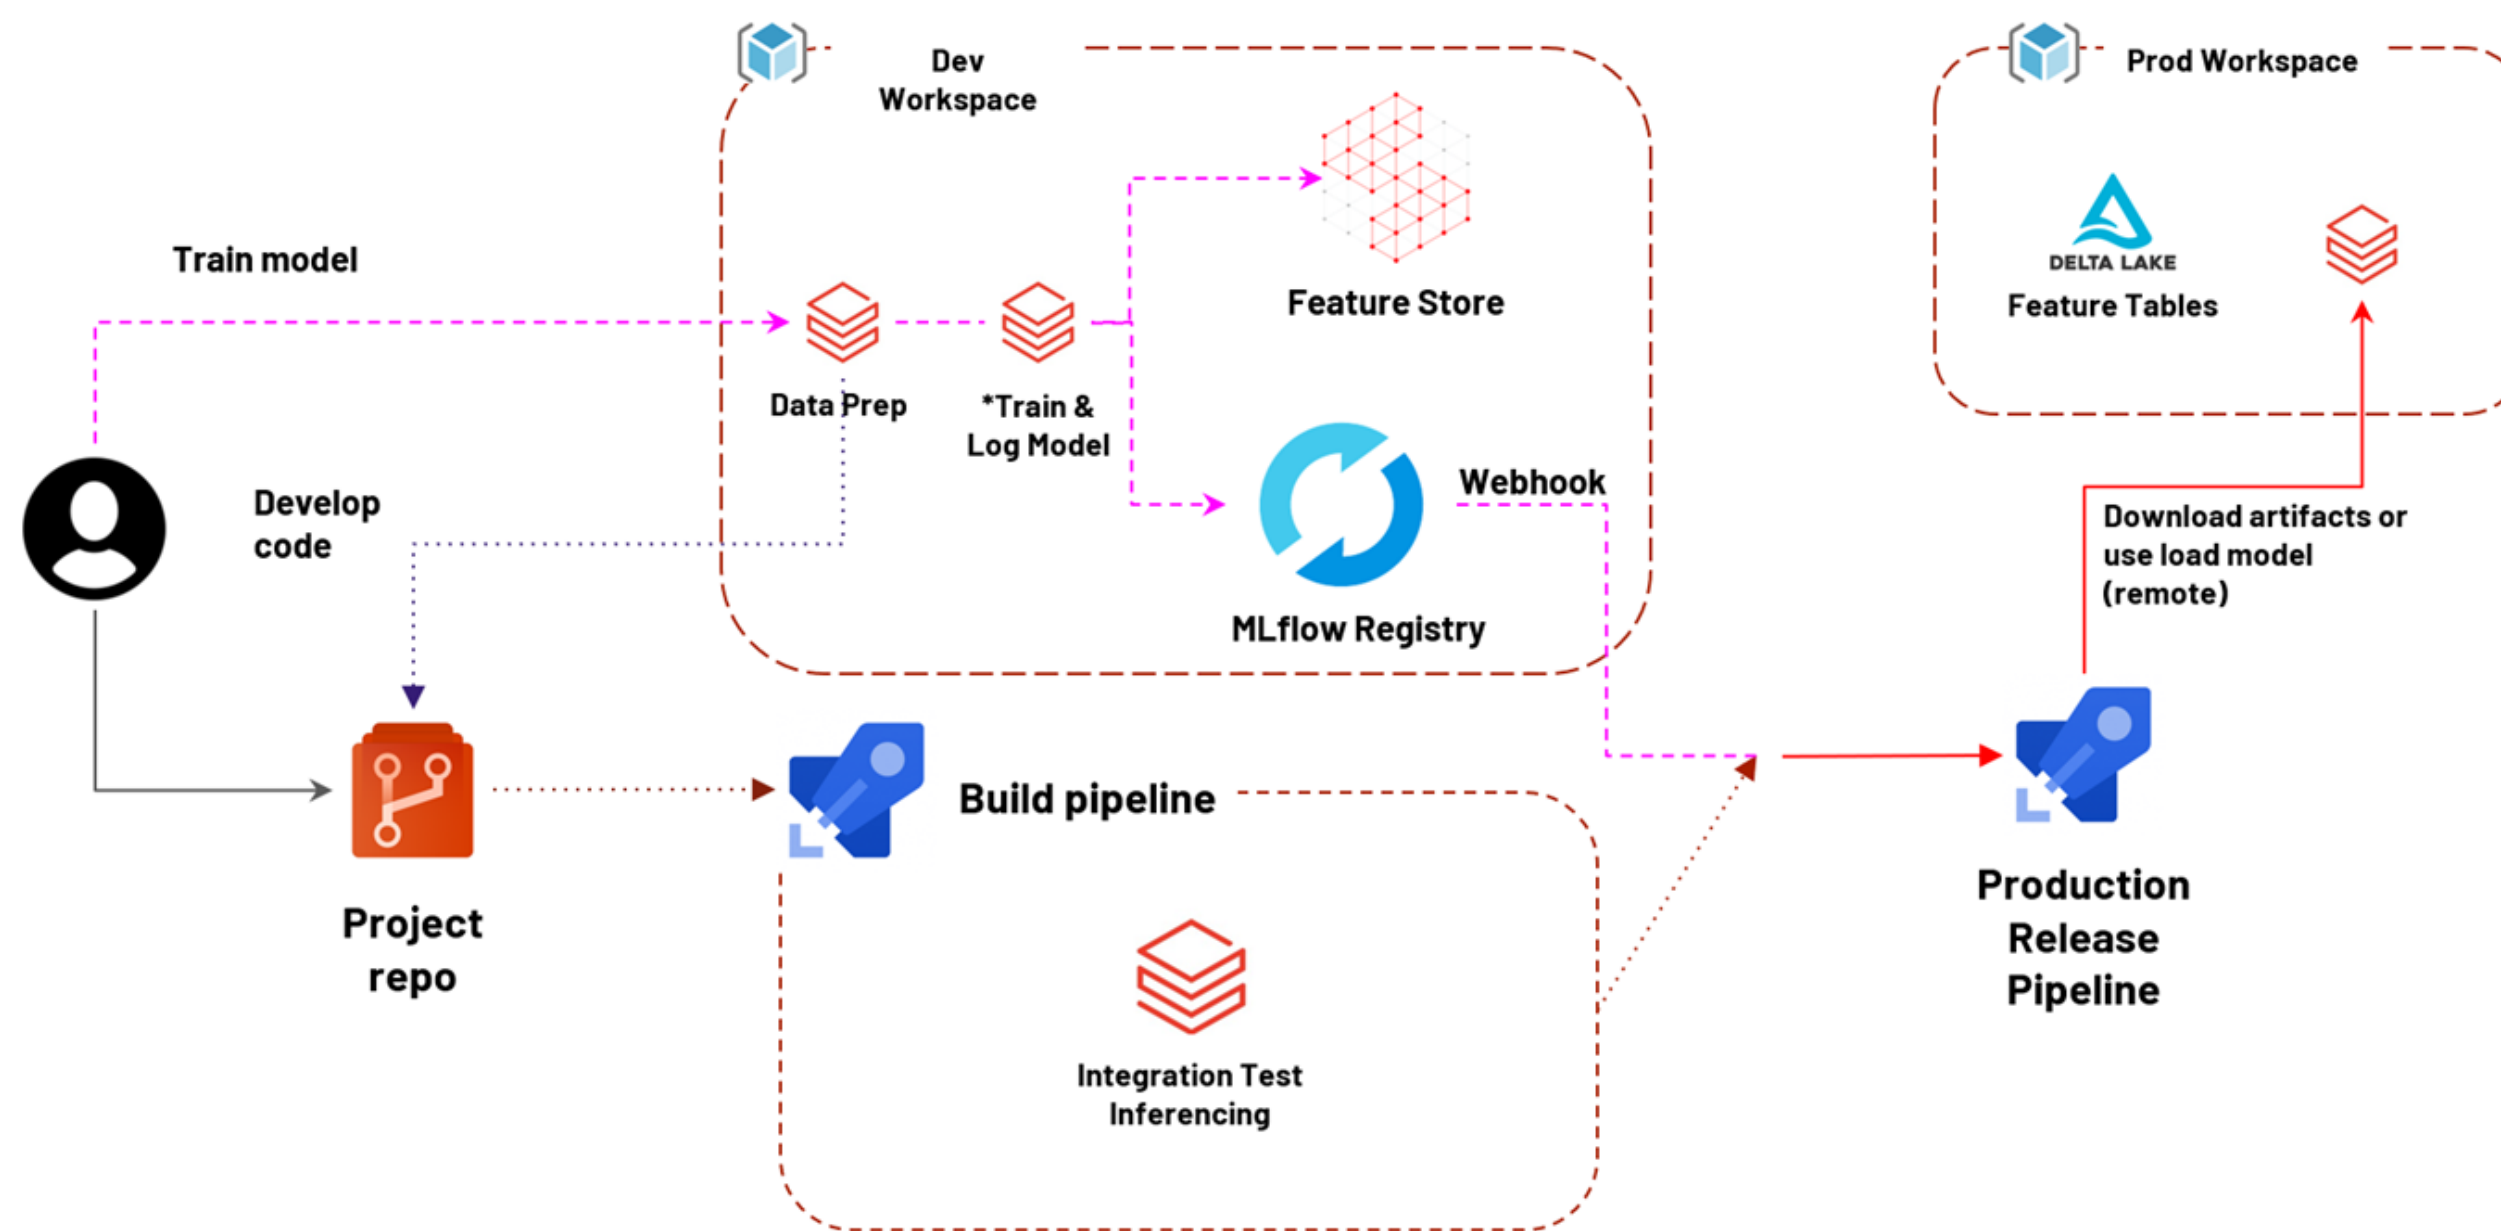 Dev
Workspace
Prod Workspace
Train model
DELTA LAKE
Feature Store
Feature Tables
Data Prep
*Train &
Log Model
Develop
code
Webhook
Download artifacts or
use load model
(remote)
MLflow Registry
Build pipeline
Project
repo
Production
Release
Pipeline
Integration Test
Inferencing